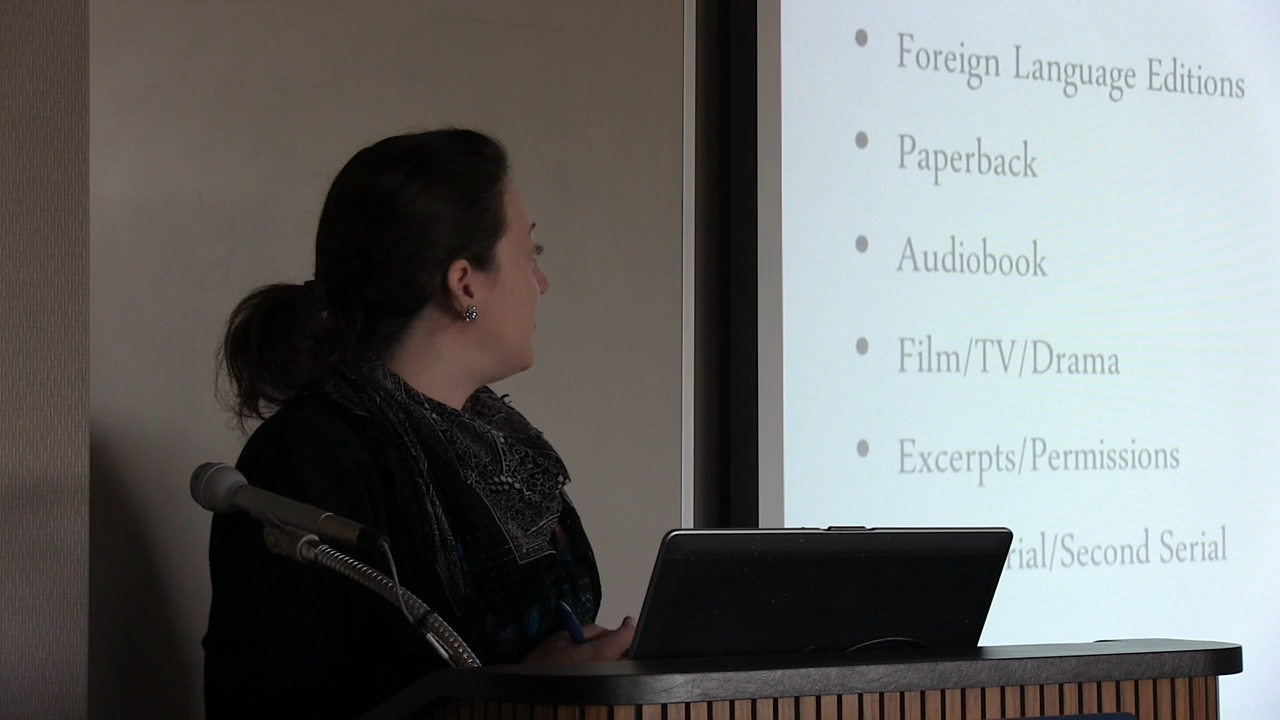 Foreign Language Editions
Paperback
Audiobook
Film/TV/Drama
Excerpts/Permissions
rial/Second Serial